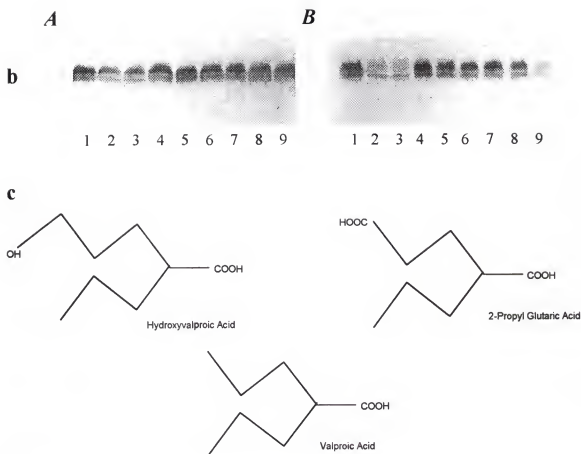 A
B
b
1 2 3 4 5 6 7 8 9
1 2 3 4 5 6 7 8 9
c
OH
COOH
Hydroxyvalproic Acid
HOOC
COOH
2-Propyl Glutaric Acid
COOH
Valproic Acid